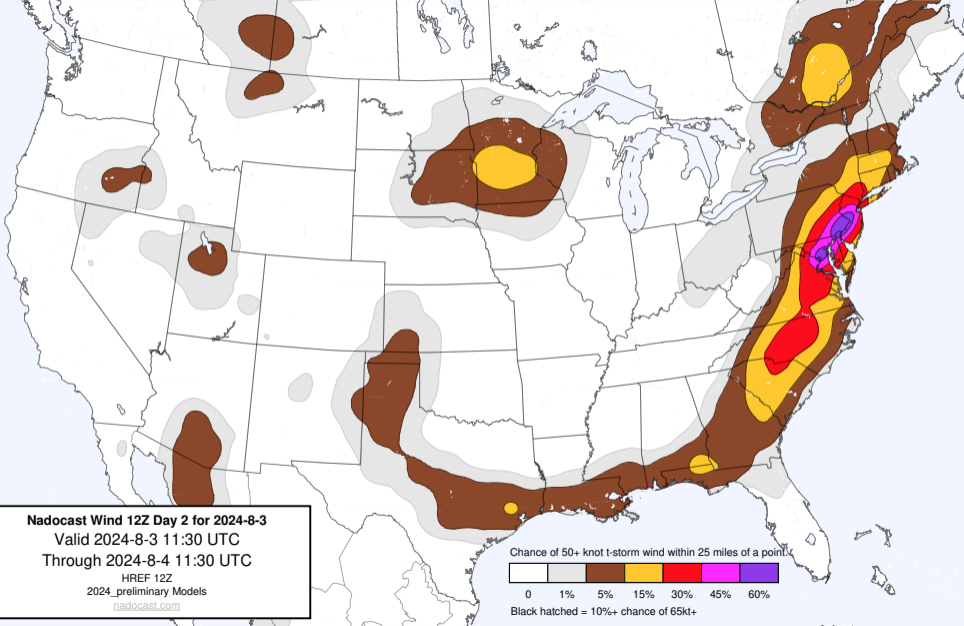 Nadocast Wind 12Z Day 2 for 2024-8-3
Valid 2024-8-3 11:30 UTC
Through 2024-8-4 11:30 UTC
HREF 12Z
2024_preliminary Models
nadocast.com
Chance of 50+ knot t-storm wind within 25 miles of a point.
0 1% 5% 15% 30% 45% 60%
Black hatched = 10%+ chance of 65kt+